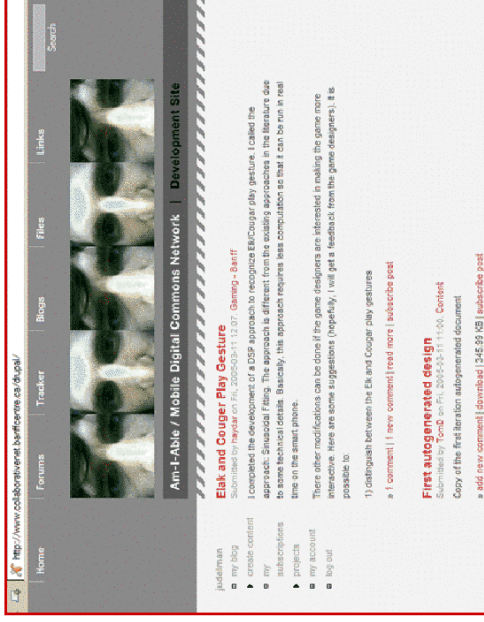 http://www.collaborativenet.banffcentre.ca/drupal/
Home
Forums
Tracker
Blogs
Files
Links
Search
Am-I-Able / Mobile Digital Commons Network | Development Site
judelman
my blog
create content
my
subscriptions
projects
my account
log out
Elak and Couger Play Gesture
Submitted by haydar on Fri, 2005-03-11 12:07. Gaming - Banff
I completed the development of a DSP approach to recognize Elk/Cougar play gesture. I called the
approach. Sinusoidal Fitting. The approach is different from the existing approaches in the literature due
to some technical details. Basically, this approach requires less computation so that it can be run in real
time on the smart phone.
There other modifications can be done if the game designers are interested in making the game more
interactive. Here are some suggestions (hopefully, I will get a feedback from the game designers). It is
possible to
1) distinguish between the Elk and Cougar play gestures
» 1 comment | 1 new comment | read more | subscribe post
First autogenerated design
Submitted by TomD on Fri, 2005-03-11 11:00. Content
Copy of the first iteration autogenerated document
» add new comment | download | 345.99 KB | subscribe post